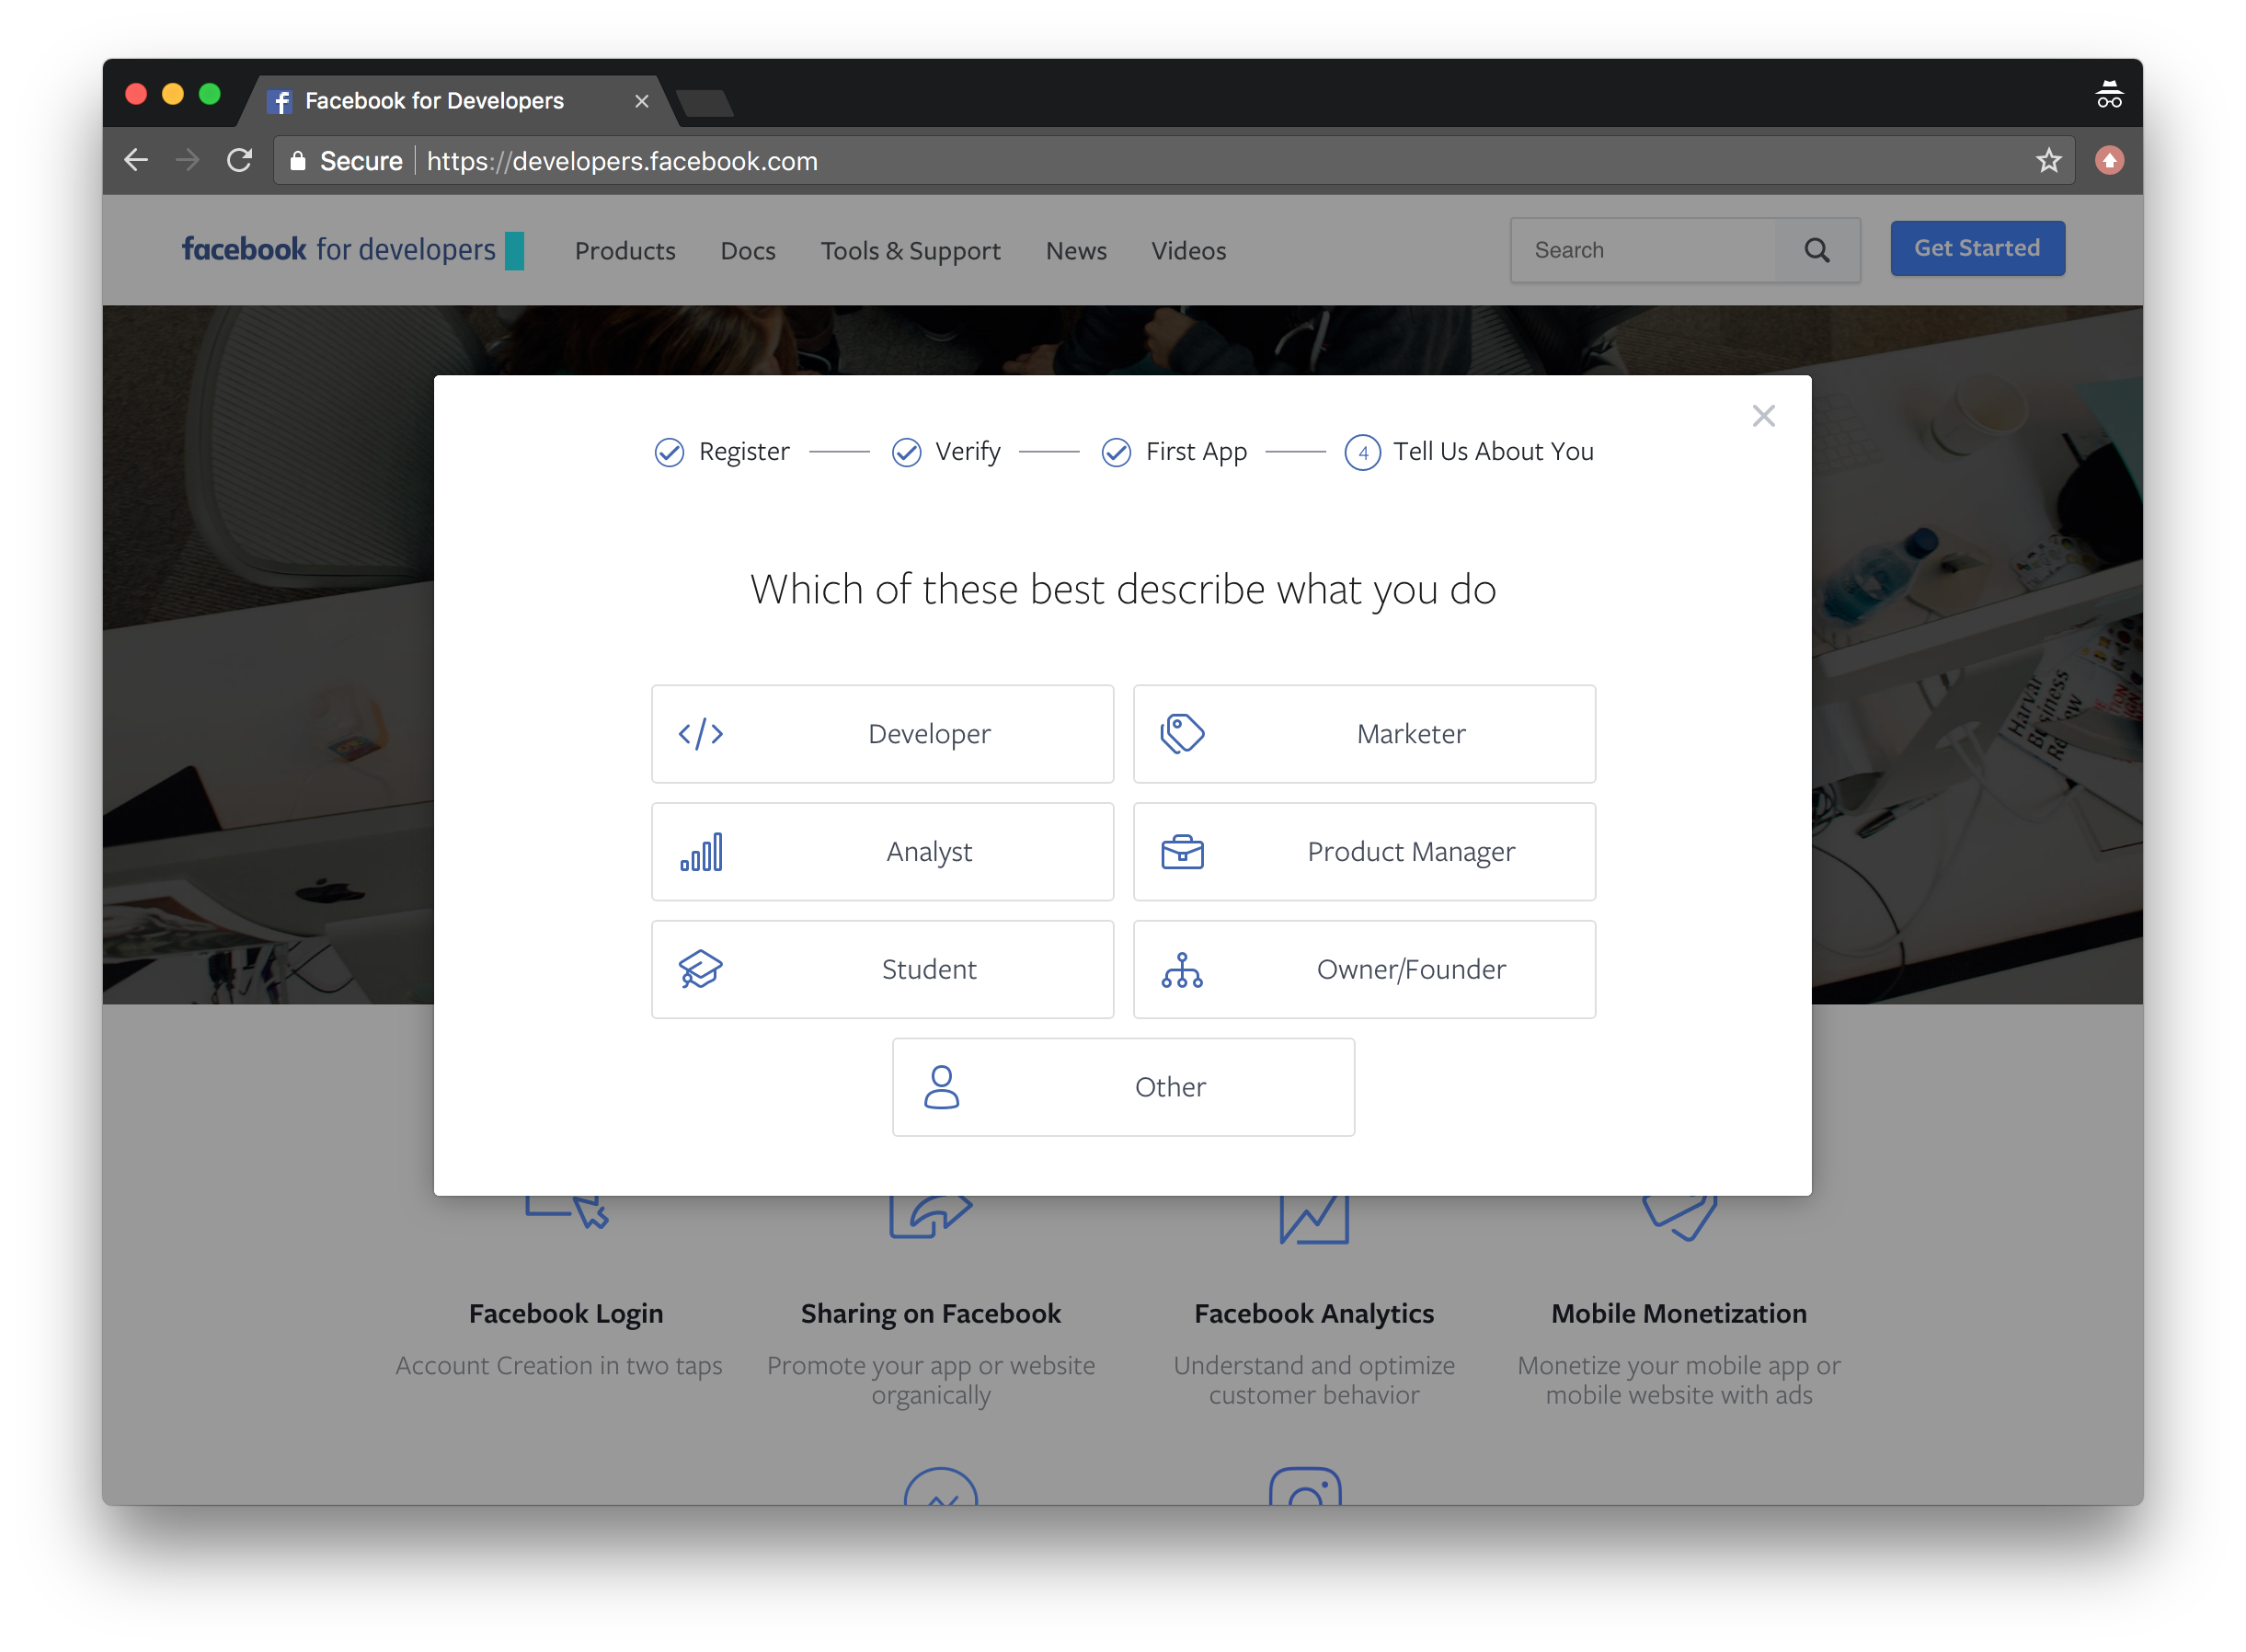 Facebook for Developers
Secure https://developers.facebook.com
facebook for developers Products Docs Tools & Support News Videos Search Get Started
Register Verify First App 4 Tell Us About You
Which of these best describe what you do
Developer Marketer
Analyst Product Manager
Student Owner/Founder
Other
Harvar
Facebook Login Sharing on Facebook Facebook Analytics Mobile Monetization
Account Creation in two taps Promote your app or website Understand and optimize Monetize your mobile app or
organically customer behavior mobile website with ads